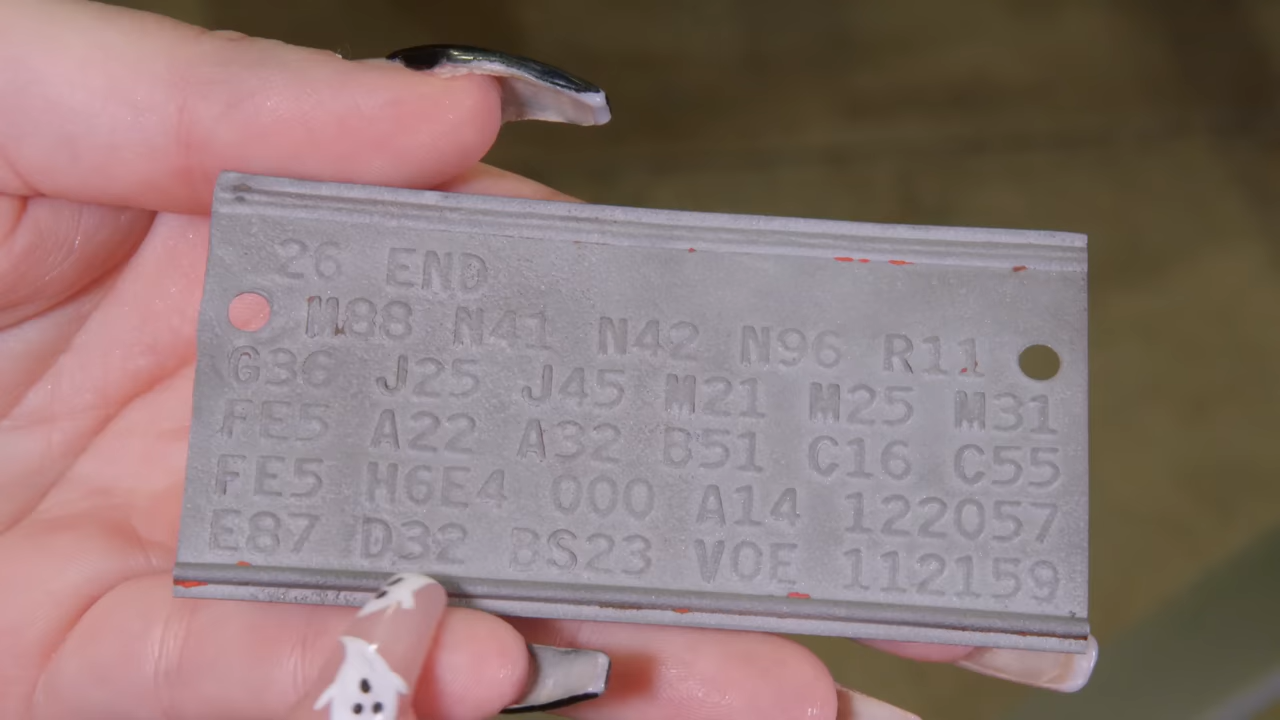 26 END
M88 N41 N42 N96 R11
G36 J25 J45 M21 M25 M31
FE5 A22 A32 B51 C16 C55
FE5 H6E4 000 A14 122057
E87 D32 BS23 V0E 112159